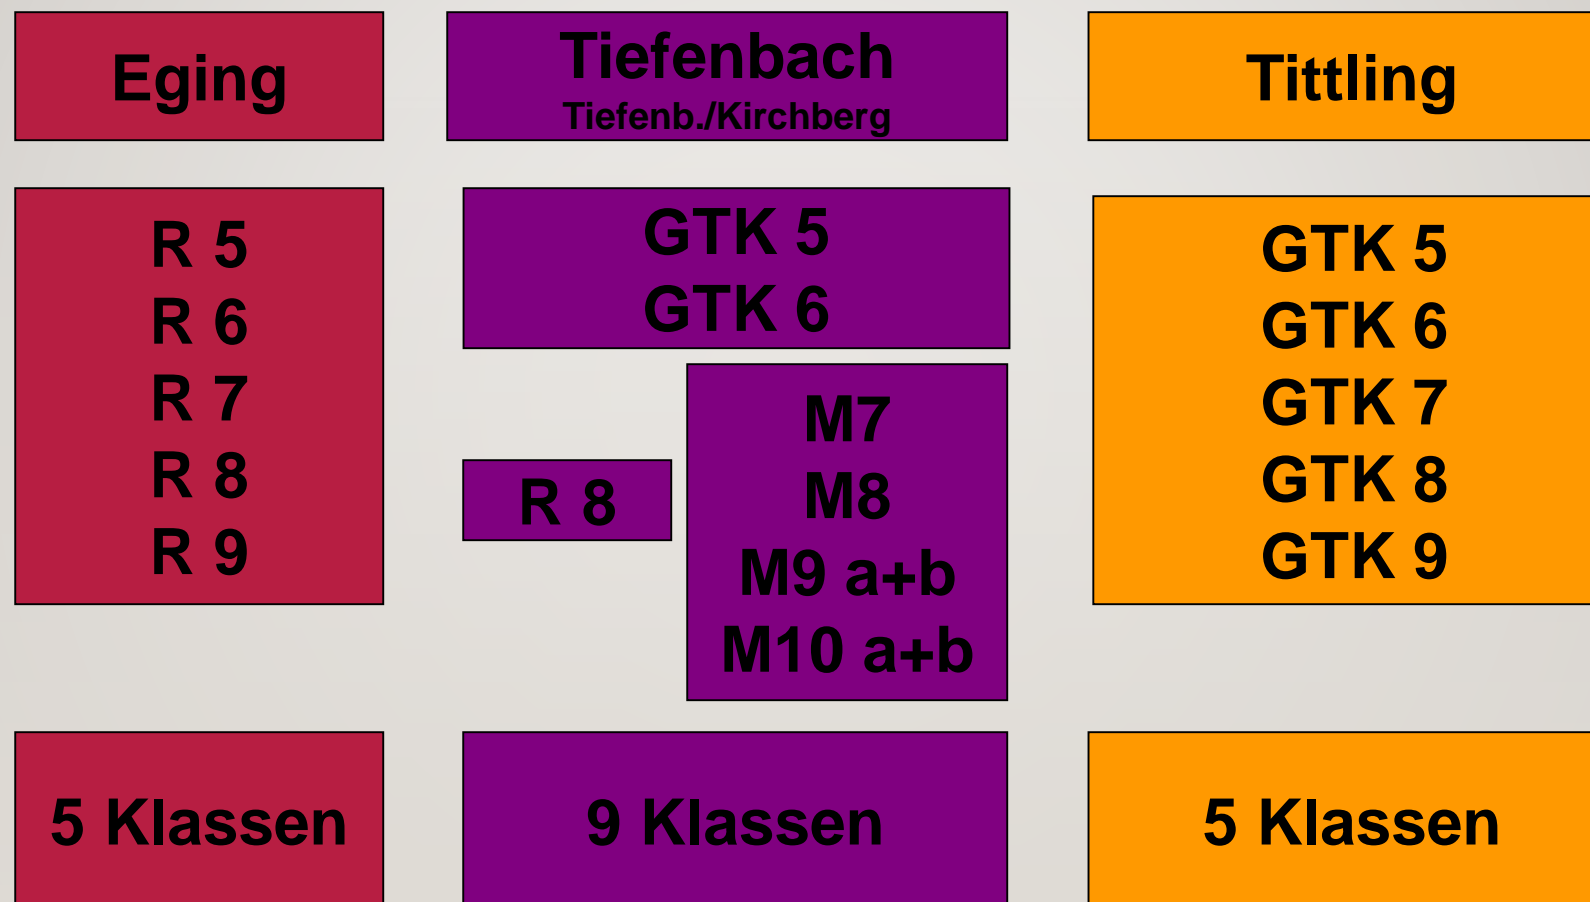 Eging
Tiefenbach
Tiefenb./Kirchberg
Tittling
R 5
R 6
R 7
R 8
R 9
GTK 5
GTK 6
R 8
M7
M8
M9 a+b
M10 a+b
GTK 5
GTK 6
GTK 7
GTK 8
GTK 9
5 Klassen
9 Klassen
5 Klassen